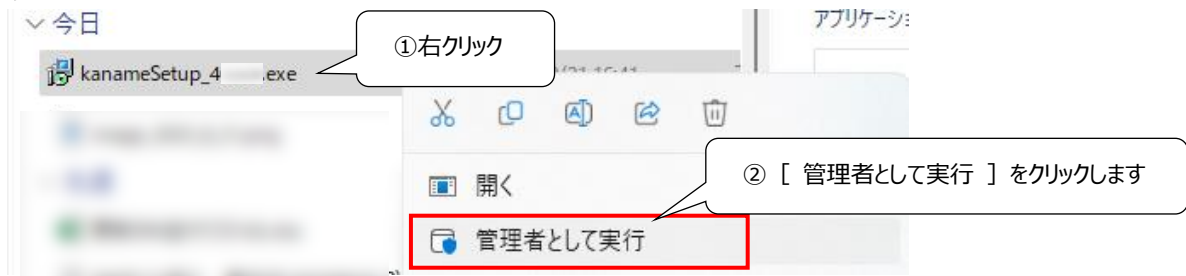 今日
アプリケーショ
①右クリック
kanameSetup_4 .exe
開く
② [ 管理者として実行 ] をクリックします
管理者として実行